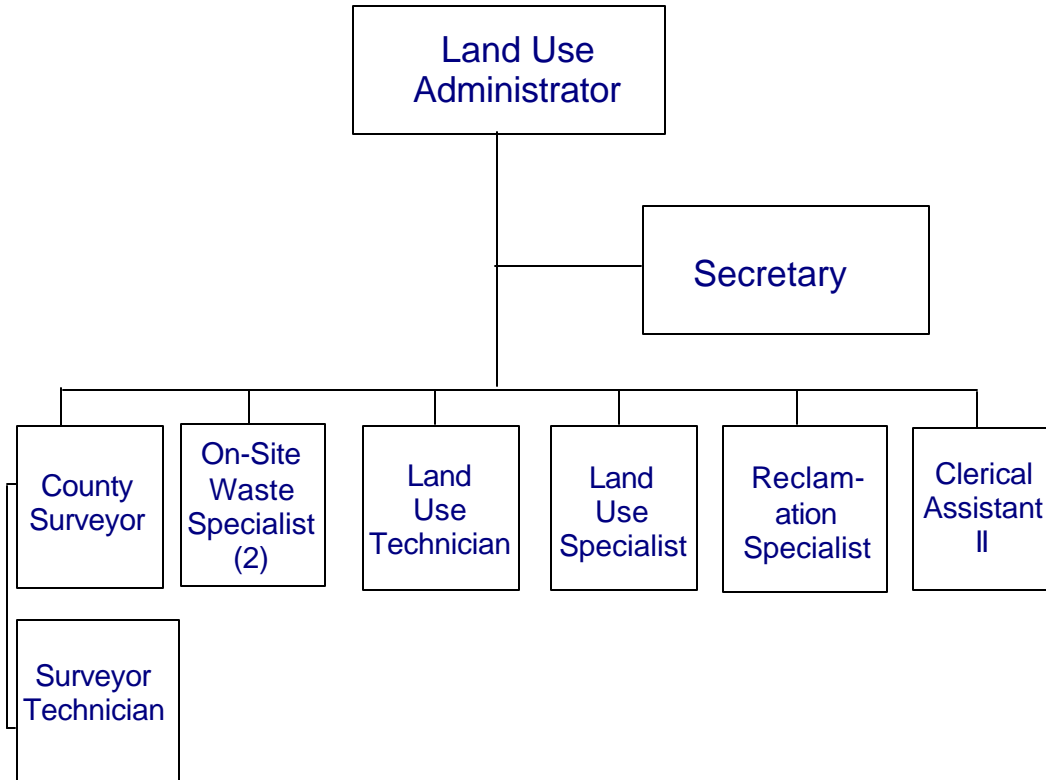 Land Use
Administrator
Secretary
County
Surveyor
On-Site
Waste
Specialist
(2)
Land
Use
Technician
Land
Use
Specialist
Reclam-
ation
Specialist
Clerical
Assistant
II
Surveyor
Technician